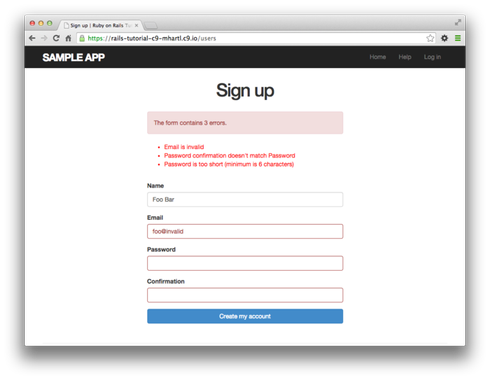 Sign up | Ruby on Rails Tu
https://rails-tutorial-c9-mhartl.c9.io/users
SAMPLE APP
Home Help Log in
Sign up
The form contains 3 errors.
Email is invalid
Password confirmation doesn't match Password
Password is too short (minimum is 6 characters)
Name
Foo Bar
Email
foo@invalid
Password
Confirmation
Create my account